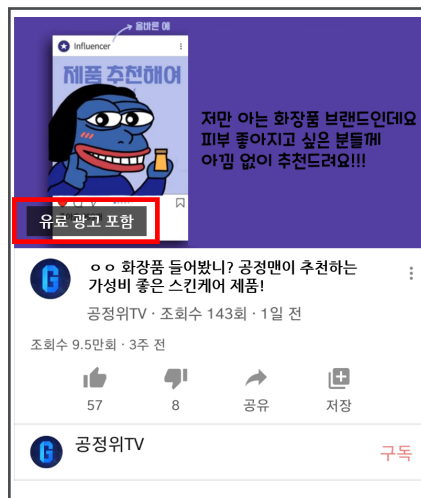 올바른 예
Influencer
제품 추천해여
저만 아는 화장품 브랜드인데요
피부 좋아지고 싶은 분들께
아낌 없이 추천드려요!!!
유료 광고 포함
ㅇㅇ 화장품 들어봤니? 공정맨이 추천하는
가성비 좋은 스킨케어 제품!
공정위TV · 조회수 143회 · 1일 전
조회수 9.5만회 · 3주 전
57 8 공유 저장
공정위TV
구독